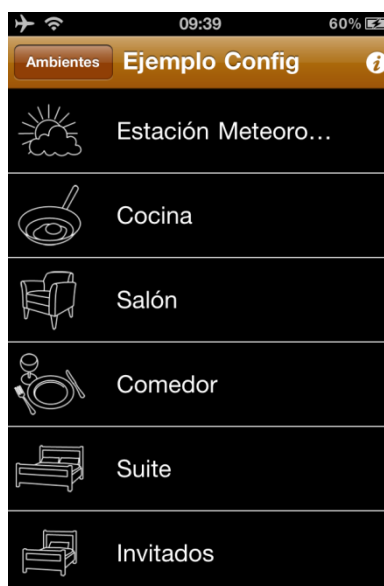 09:39
60%
Ambientes
Ejemplo Config
i
Estación Meteoro...
Cocina
Salón
Comedor
Suite
Invitados